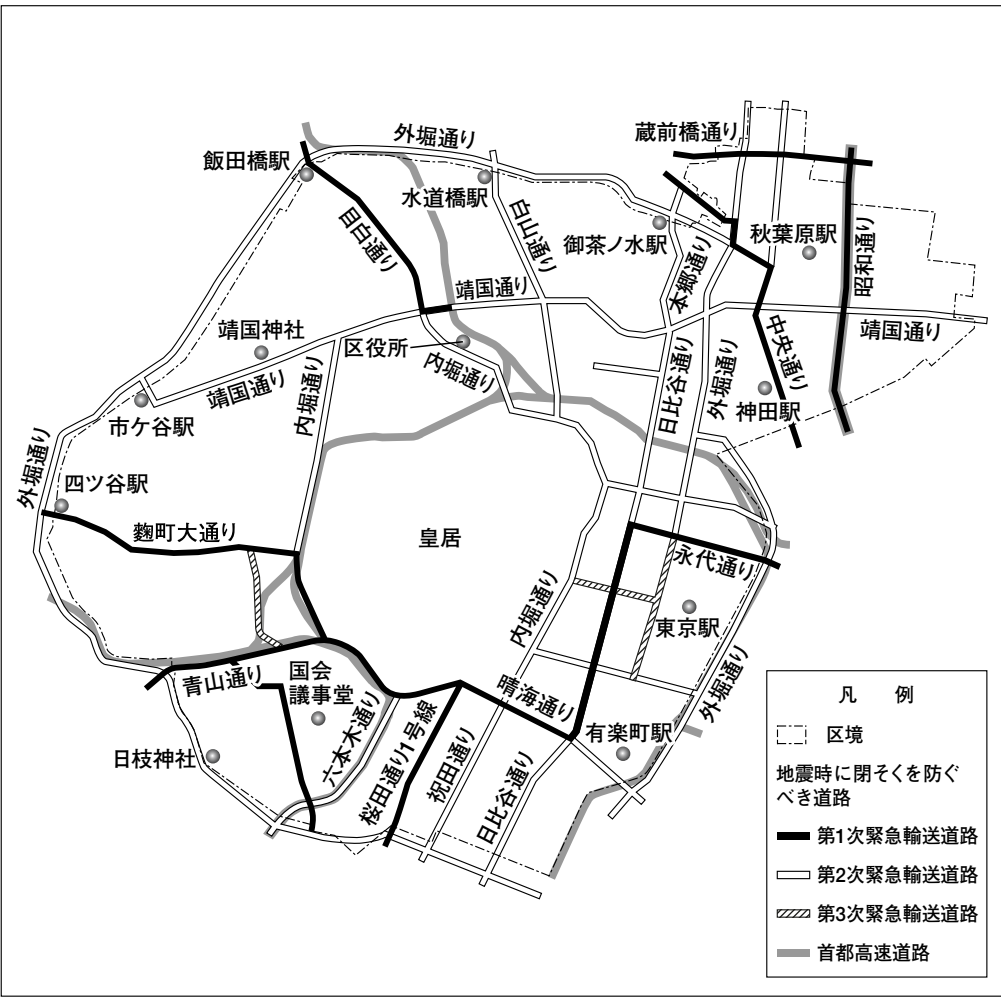 外堀通り
蔵前橋通り
飯田橋駅
水道橋駅
白山通り
目白通り
御茶ノ水駅
本郷通り
秋葉原駅
昭和通り
靖国通り
靖国通り
靖国神社
区役所
内堀通り
内堀通り
靖国通り
日比谷通り
外堀通り
中央通り
神田駅
市ケ谷駅
外堀通り
四ツ谷駅
麴町大通り
皇居
永代通り
内堀通り
東京駅
外堀通り
青山通り
国会
議事堂
六本木通り
桜田通り1号線
祝田通り
晴海通り
日比谷通り
有楽町駅
日枝神社
凡 例
区境
地震時に閉そくを防ぐ
べき道路
第1次緊急輸送道路
第2次緊急輸送道路
第3次緊急輸送道路
首都高速道路